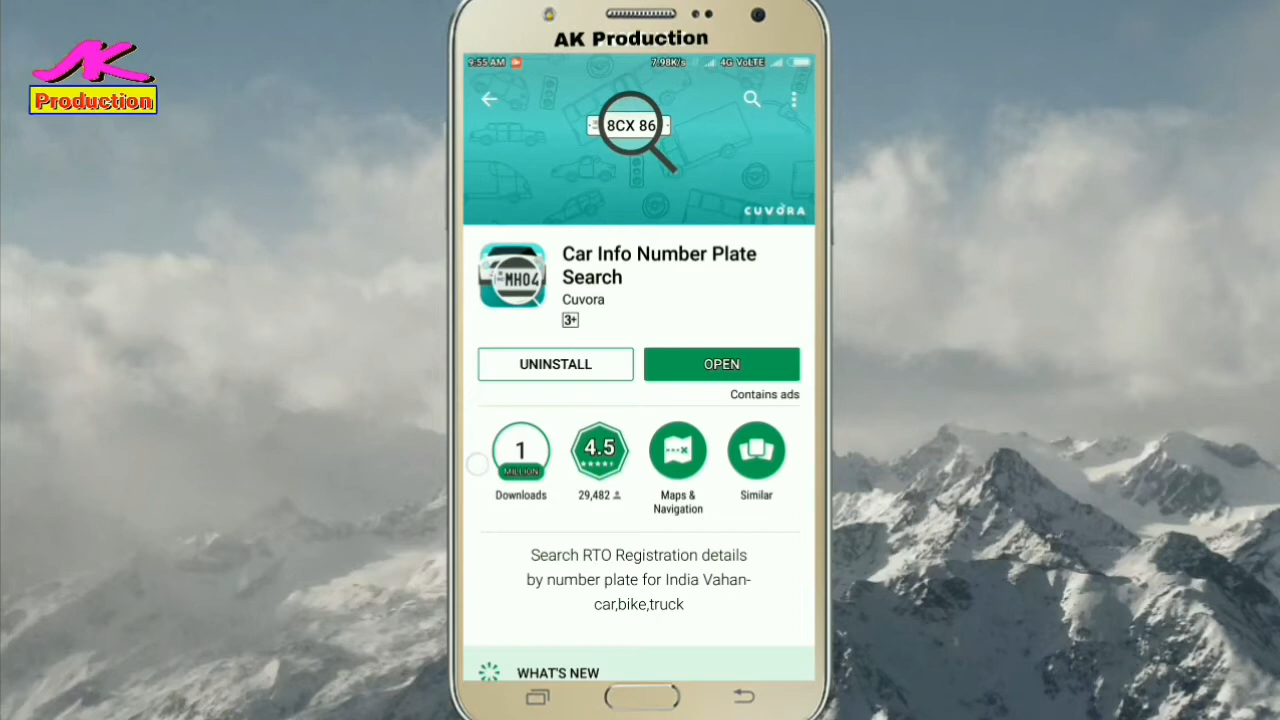 AK
Production
AK Production
9:55 AM
7.98K/s
4G VoLTE
8CX 86
CUVORA
MH04
Car Info Number Plate
Search
Cuvora
3+
UNINSTALL
OPEN
Contains ads
1
MILLION
4.5
Downloads
29,482
Maps &
Navigation
Similar
Search RTO Registration details
by number plate for India Vahan-
car,bike,truck
WHAT'S NEW